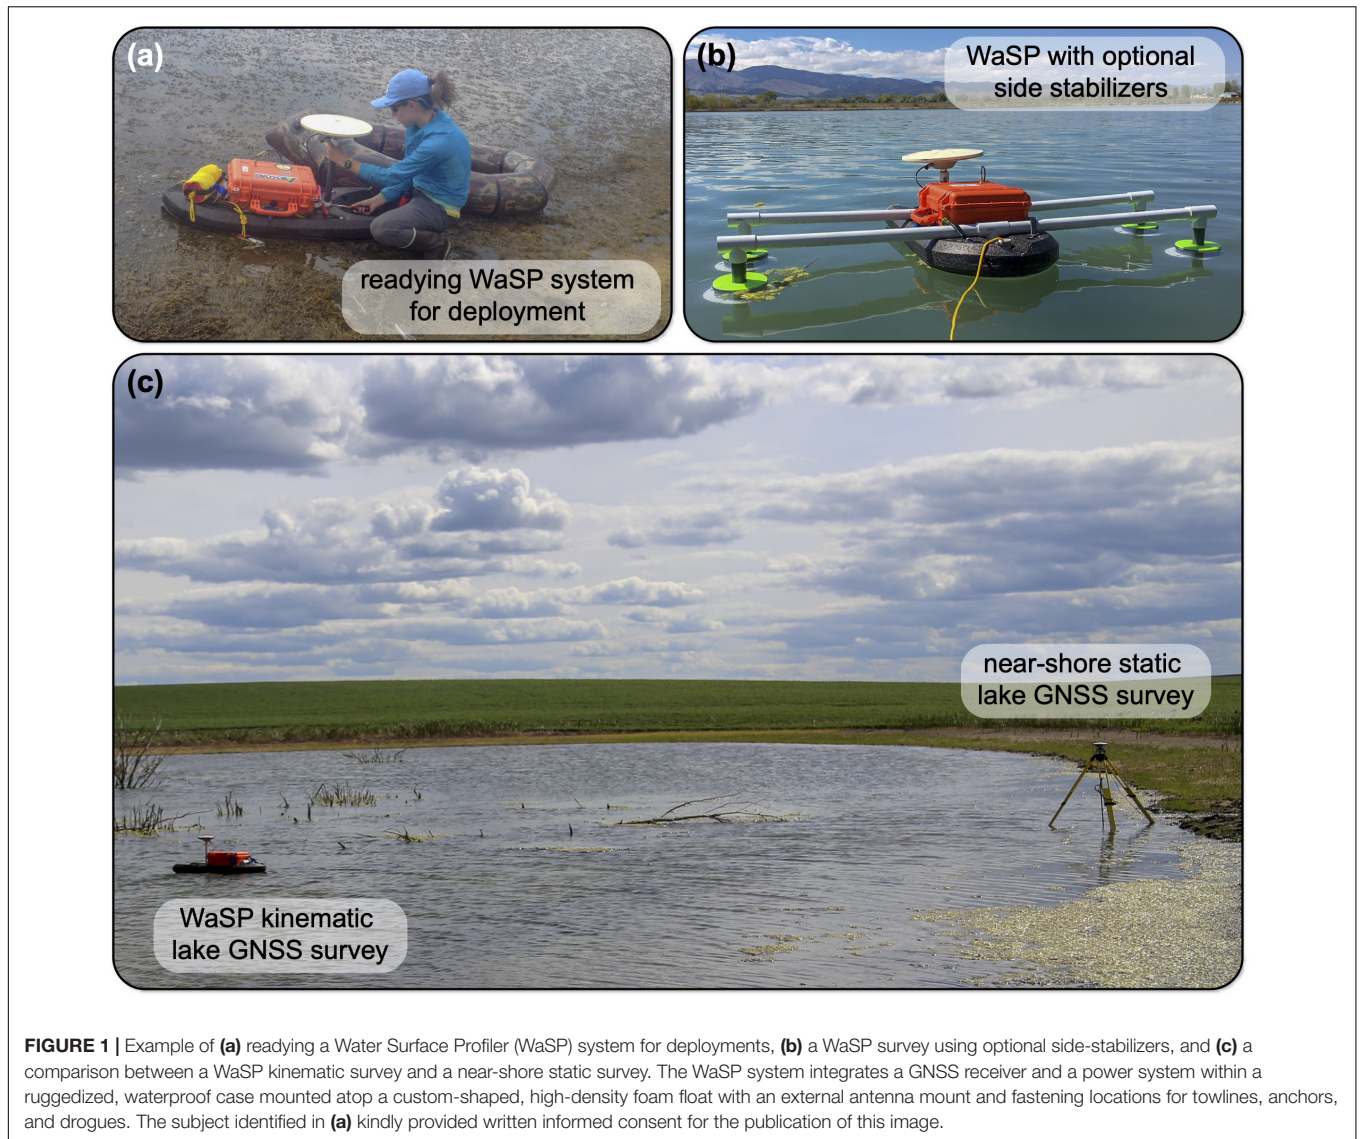 (a)
readying WaSP system
for deployment
(b)
WaSP with optional
side stabilizers
(c)
near-shore static
lake GNSS survey
WaSP kinematic
lake GNSS survey
FIGURE 1 | Example of (a) readying a Water Surface Profiler (WaSP) system for deployments, (b) a WaSP survey using optional side-stabilizers, and (c) a
comparison between a WaSP kinematic survey and a near-shore static survey. The WaSP system integrates a GNSS receiver and a power system within a
ruggedized, waterproof case mounted atop a custom-shaped, high-density foam float with an external antenna mount and fastening locations for towlines, anchors,
and drogues. The subject identified in (a) kindly provided written informed consent for the publication of this image.